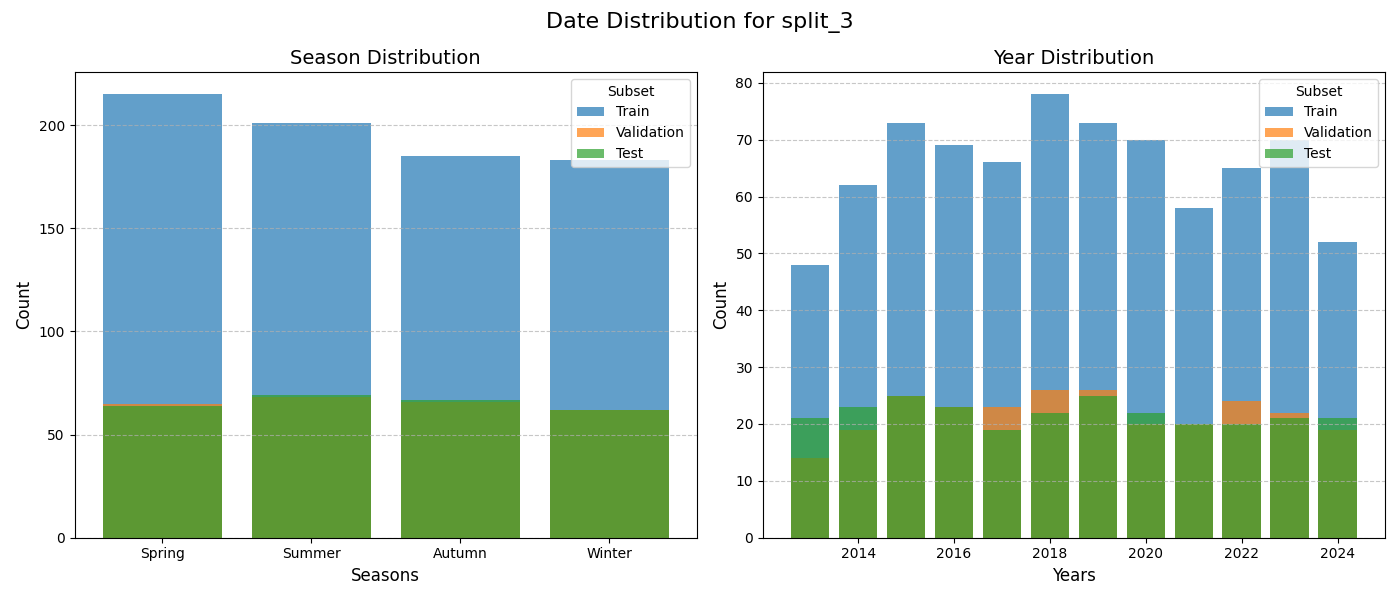 Date Distribution for split_3
Season Distribution
Count
200
150
100
50
0
Spring Summer Autumn Winter
Seasons
Subset
Train
Validation
Test
Year Distribution
Count
80
70
60
50
40
30
20
10
0
2014 2016 2018 2020 2022 2024
Years
Subset
Train
Validation
Test